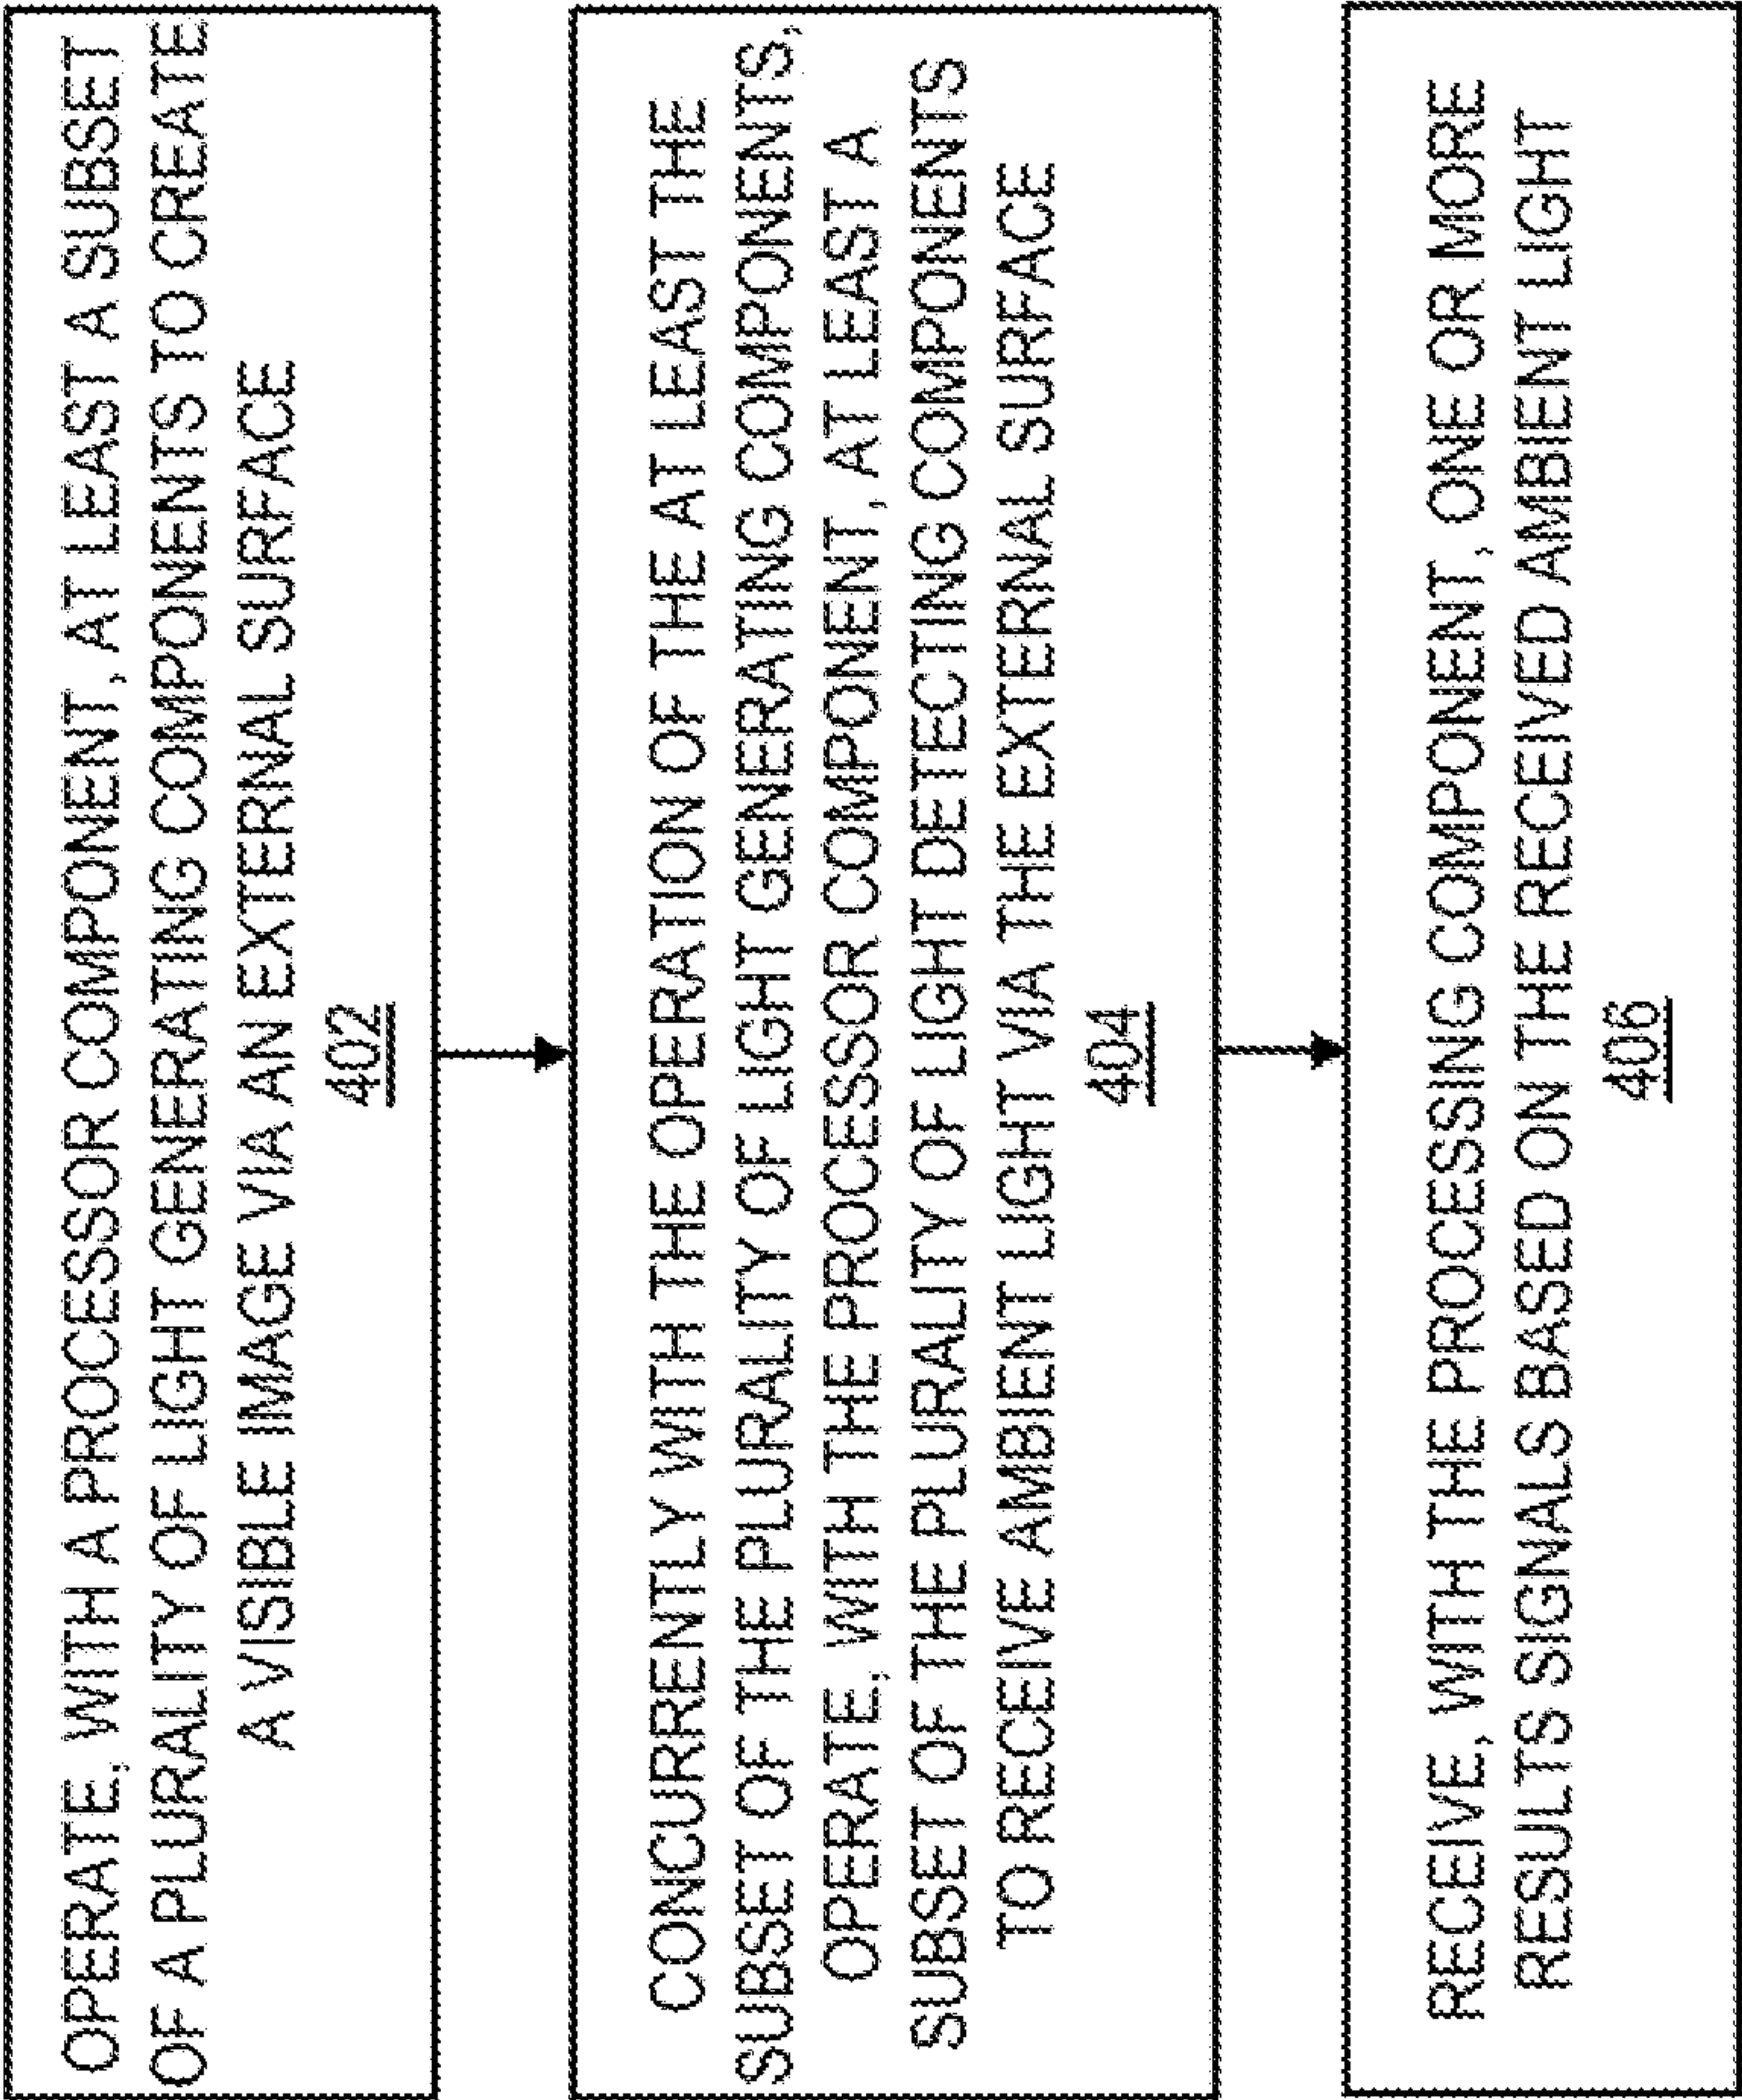 OPERATE, WITH A PROCESSOR COMPONENT, AT LEAST A SUBSET
OF A PLURALITY OF LIGHT GENERATING COMPONENTS TO CREATE
A VISIBLE IMAGE VIA AN EXTERNAL SURFACE
402
CONCURRENTLY WITH THE OPERATION OF THE AT LEAST THE
SUBSET OF THE PLURALITY OF LIGHT GENERATING COMPONENTS,
OPERATE, WITH THE PROCESSOR COMPONENT, AT LEAST A
SUBSET OF THE PLURALITY OF LIGHT DETECTING COMPONENTS
TO RECEIVE AMBIENT LIGHT VIA THE EXTERNAL SURFACE
404
RECEIVE, WITH THE PROCESSING COMPONENT, ONE OR MORE
RESULTS SIGNALS BASED ON THE RECEIVED AMBIENT LIGHT
406